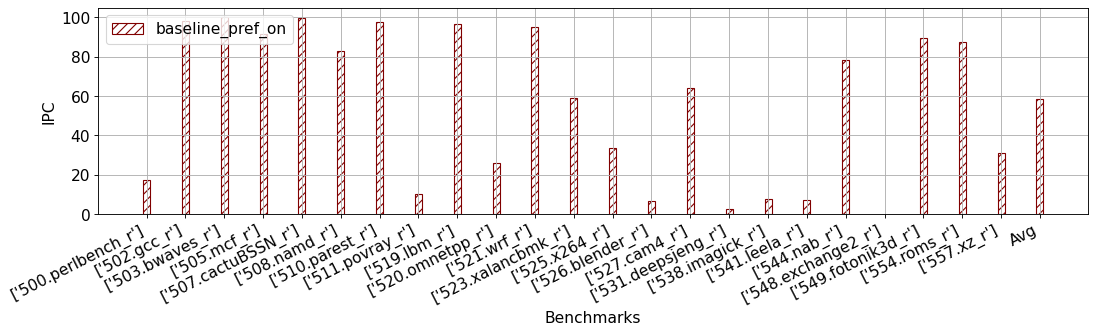 baseline_pref_on
100
80
60
40
20
0
IPC
['500.perlbench_r']
['502.gcc_r']
['503.bwaves_r']
['505.mcf_r']
['507.cactuBSSN_r']
['508.namd_r']
['510.parest_r']
['511.povray_r']
['519.lbm_r']
['520.omnetpp_r']
['521.wrf_r']
['523.xalancbmk_r']
['525.x264_r']
['526.blender_r']
['527.cam4_r']
['531.deepsjeng_r']
['538.imagick_r']
['541.leela_r']
['544.nab_r']
['548.exchange2_r']
['549.fotonik3d_r']
['554.roms_r']
['557.xz_r']
Avg
Benchmarks